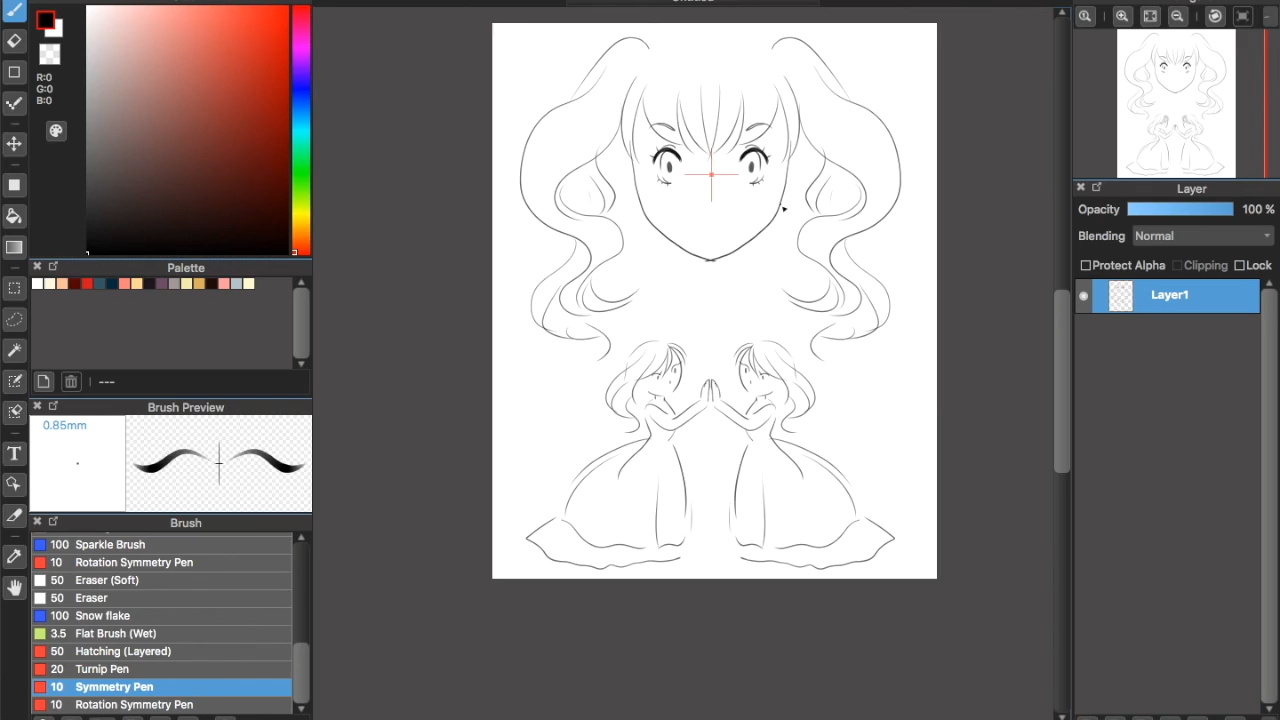 Untitled
R:0
G:0
B:0
Palette
---
Brush Preview
0.85mm
Brush
100 Sparkle Brush
10 Rotation Symmetry Pen
50 Eraser (Soft)
50 Eraser
100 Snow flake
3.5 Flat Brush (Wet)
50 Hatching (Layered)
20 Turnip Pen
10 Symmetry Pen
10 Rotation Symmetry Pen
T
Layer
Opacity 100 %
Blending Normal
Protect Alpha Clipping Lock
Layer1